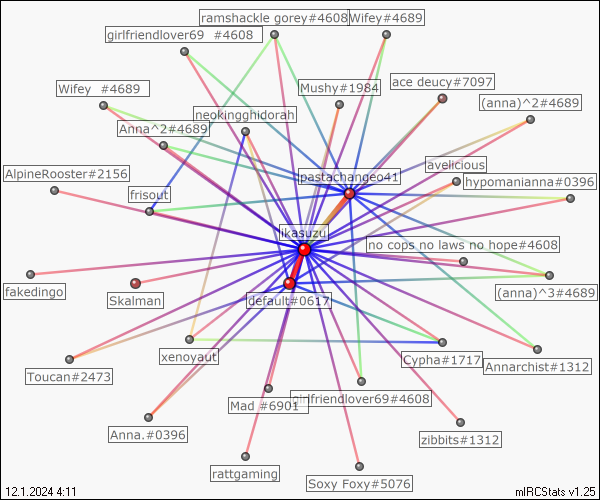 ramshackle gorey#4608
Wifey#4689
girlfriendlover69 #4608
Wifey #4689
Mushy#1984
ace deucy#7097
(anna)^2#4689
neokingghidorah
Anna^2#4689
avelicious
AlpineRooster#2156
pastachangeo41
hypomanianna#0396
frisout
jikasuzu
no cops no laws no hope#4608
fakedingo
Skalman
default#0617
(anna)^3#4689
xenoyaut
Cypha#1717
Annarchist#1312
Toucan#2473
Mad #6901
girlfriendlover69#4608
Anna.#0396
zibbits#1312
rattgaming
Soxy Foxy#5076
12.1.2024 4:11
mIRCStats v1.25